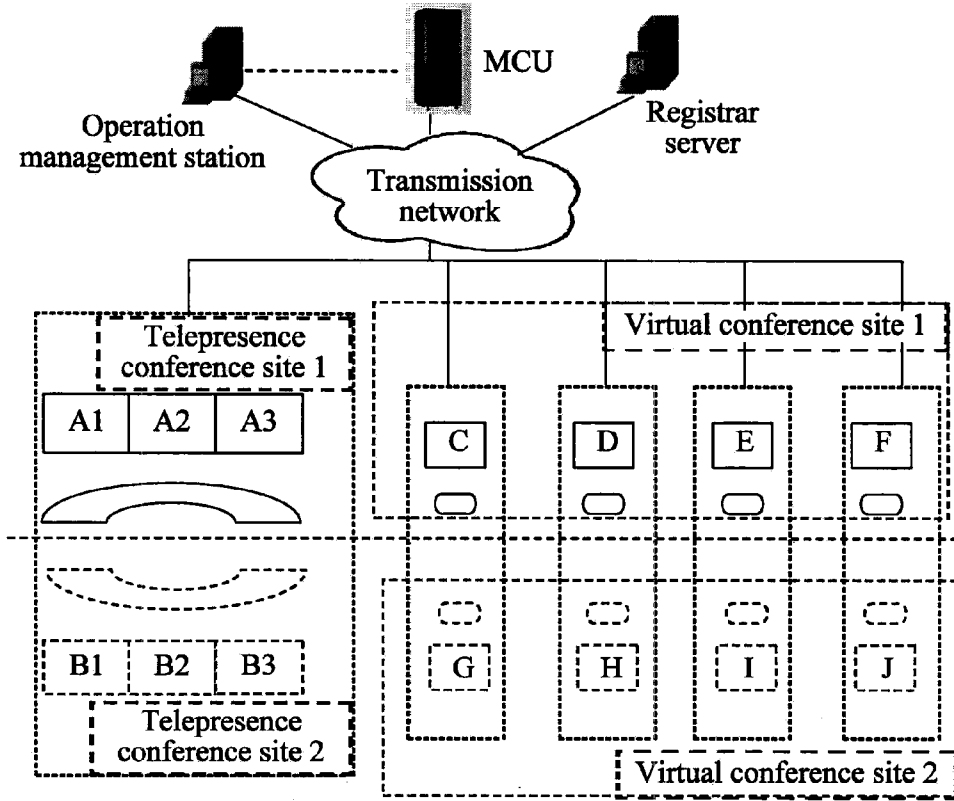 MCU
Operation
management station
Registrar
server
Transmission
network
Telepresence
conference site 1
Virtual conference site 1
A1 A2 A3
C D E F
B1 B2 B3
G H I J
Telepresence
conference site 2
Virtual conference site 2